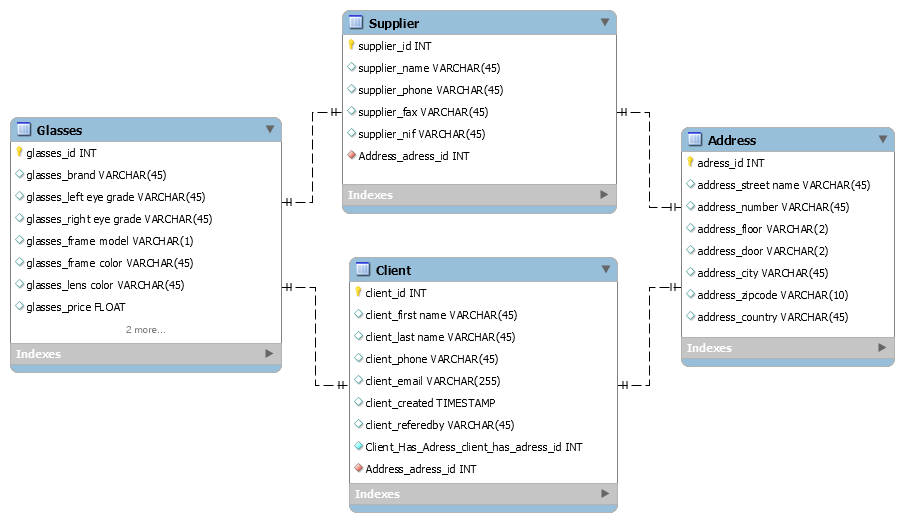 Supplier
supplier_id INT
supplier_name VARCHAR(45)
supplier_phone VARCHAR(45)
supplier_fax VARCHAR(45)
supplier_nif VARCHAR(45)
Address_adress_id INT
Indexes
Glasses
glasses_id INT
glasses_brand VARCHAR(45)
glasses_left eye grade VARCHAR(45)
glasses_right eye grade VARCHAR(45)
glasses_frame model VARCHAR(1)
glasses_frame color VARCHAR(45)
glasses_lens color VARCHAR(45)
glasses_price FLOAT
2 more...
Indexes
Address
adress_id INT
address_street name VARCHAR(45)
address_number VARCHAR(45)
address_floor VARCHAR(2)
address_door VARCHAR(2)
address_city VARCHAR(45)
address_zipcode VARCHAR(10)
address_country VARCHAR(45)
Indexes
Client
client_id INT
client_first name VARCHAR(45)
client_last name VARCHAR(45)
client_phone VARCHAR(45)
client_email VARCHAR(255)
client_created TIMESTAMP
client_referedby VARCHAR(45)
Client_Has_Adress_client_has_adress_id INT
Address_adress_id INT
Indexes